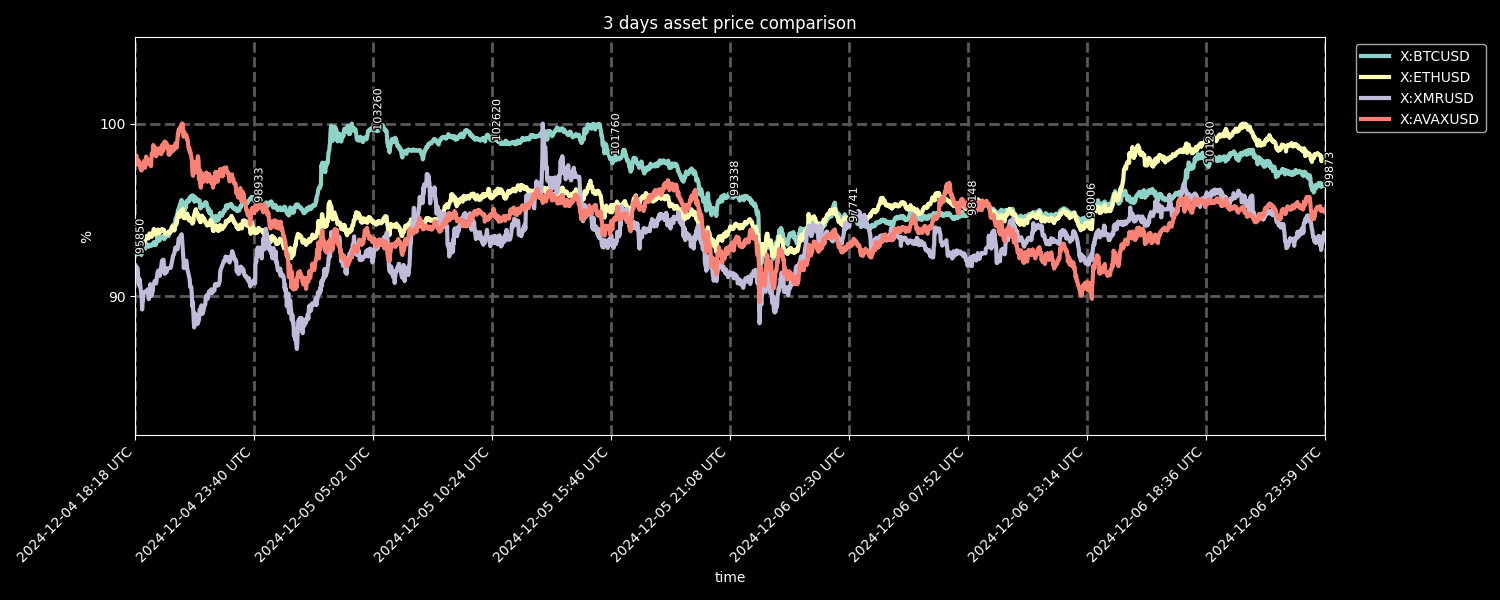 3 days asset price comparison
X:BTCUSD
X:ETHUSD
X:XMRUSD
X:AVAXUSD
%
100
90
95850
98933
103260
102620
101760
99338
97741
98148
98006
101280
99873
2024-12-04 18:18 UTC
2024-12-04 23:40 UTC
2024-12-05 05:02 UTC
2024-12-05 10:24 UTC
2024-12-05 15:46 UTC
2024-12-05 21:08 UTC
2024-12-06 02:30 UTC
2024-12-06 07:52 UTC
2024-12-06 13:14 UTC
2024-12-06 18:36 UTC
2024-12-06 23:59 UTC
time